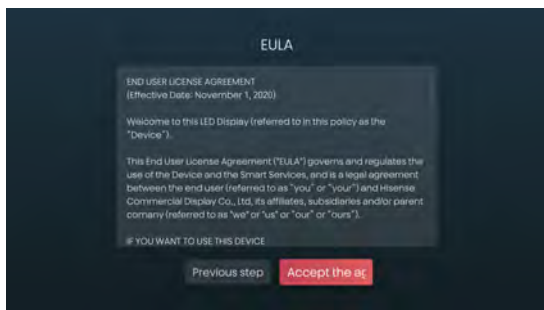 EULA
END USER LICENSE AGREEMENT
(Effective Date: November 1, 2020)
Welcome to this LED Display (referred to in this policy as the
"Device").
This End User License Agreement ("EULA") governs and regulates the
use of the Device and the Smart Services, and is a legal agreement
between the end user (referred to as "you" or "your") and Hisense
Commercial Display Co., Ltd, its affiliates, subsidiaries and/or parent
comany (referred to as "we" or "us" or "our" or "ours").
IF YOU WANT TO USE THIS DEVICE
Previous step
Accept the ag